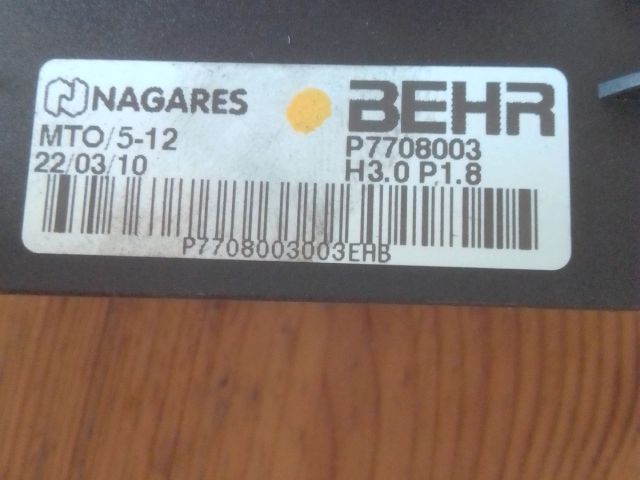 NAGARES
BEHR
MTO/5-12
P7708003
22/03/10
H3.0 P1.8
P7708003003EHB